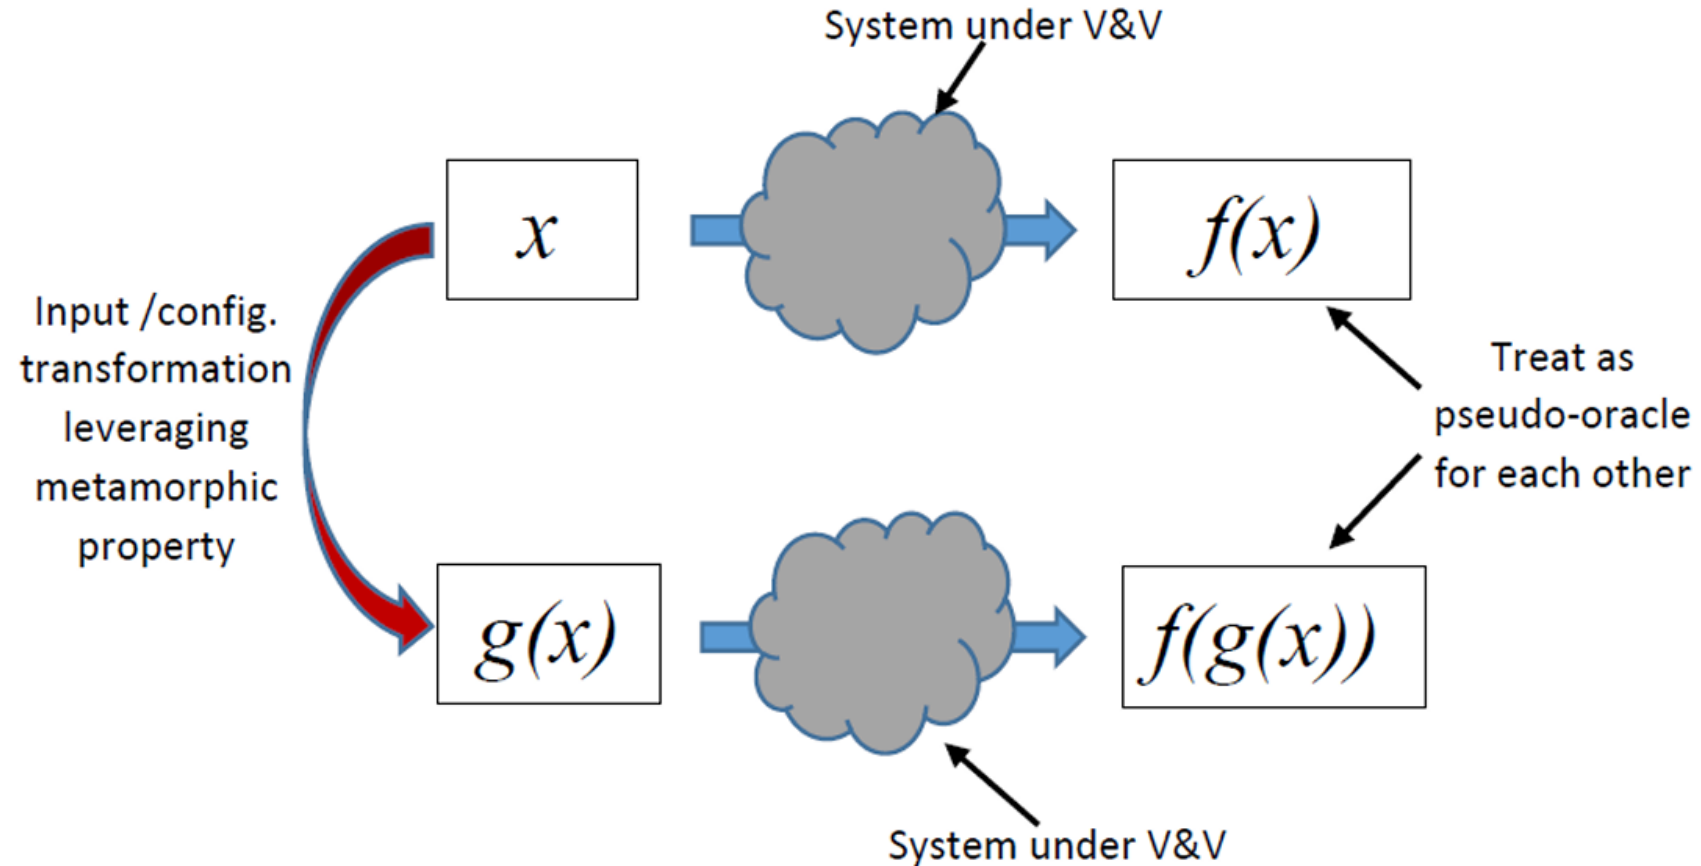 System under V&V
x
f(x)
Input /config.
transformation
leveraging
metamorphic
property
Treat as
pseudo-oracle
for each other
g(x)
f(g(x))
System under V&V